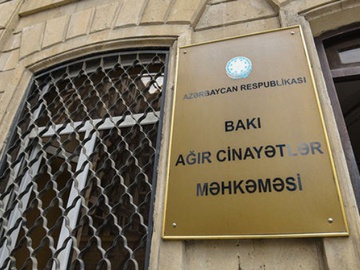 AZƏRBAYCAN RESPUBLİKASI
BAKI
AĞIR CİNAYƏTLƏR
MƏHKƏMƏSİ